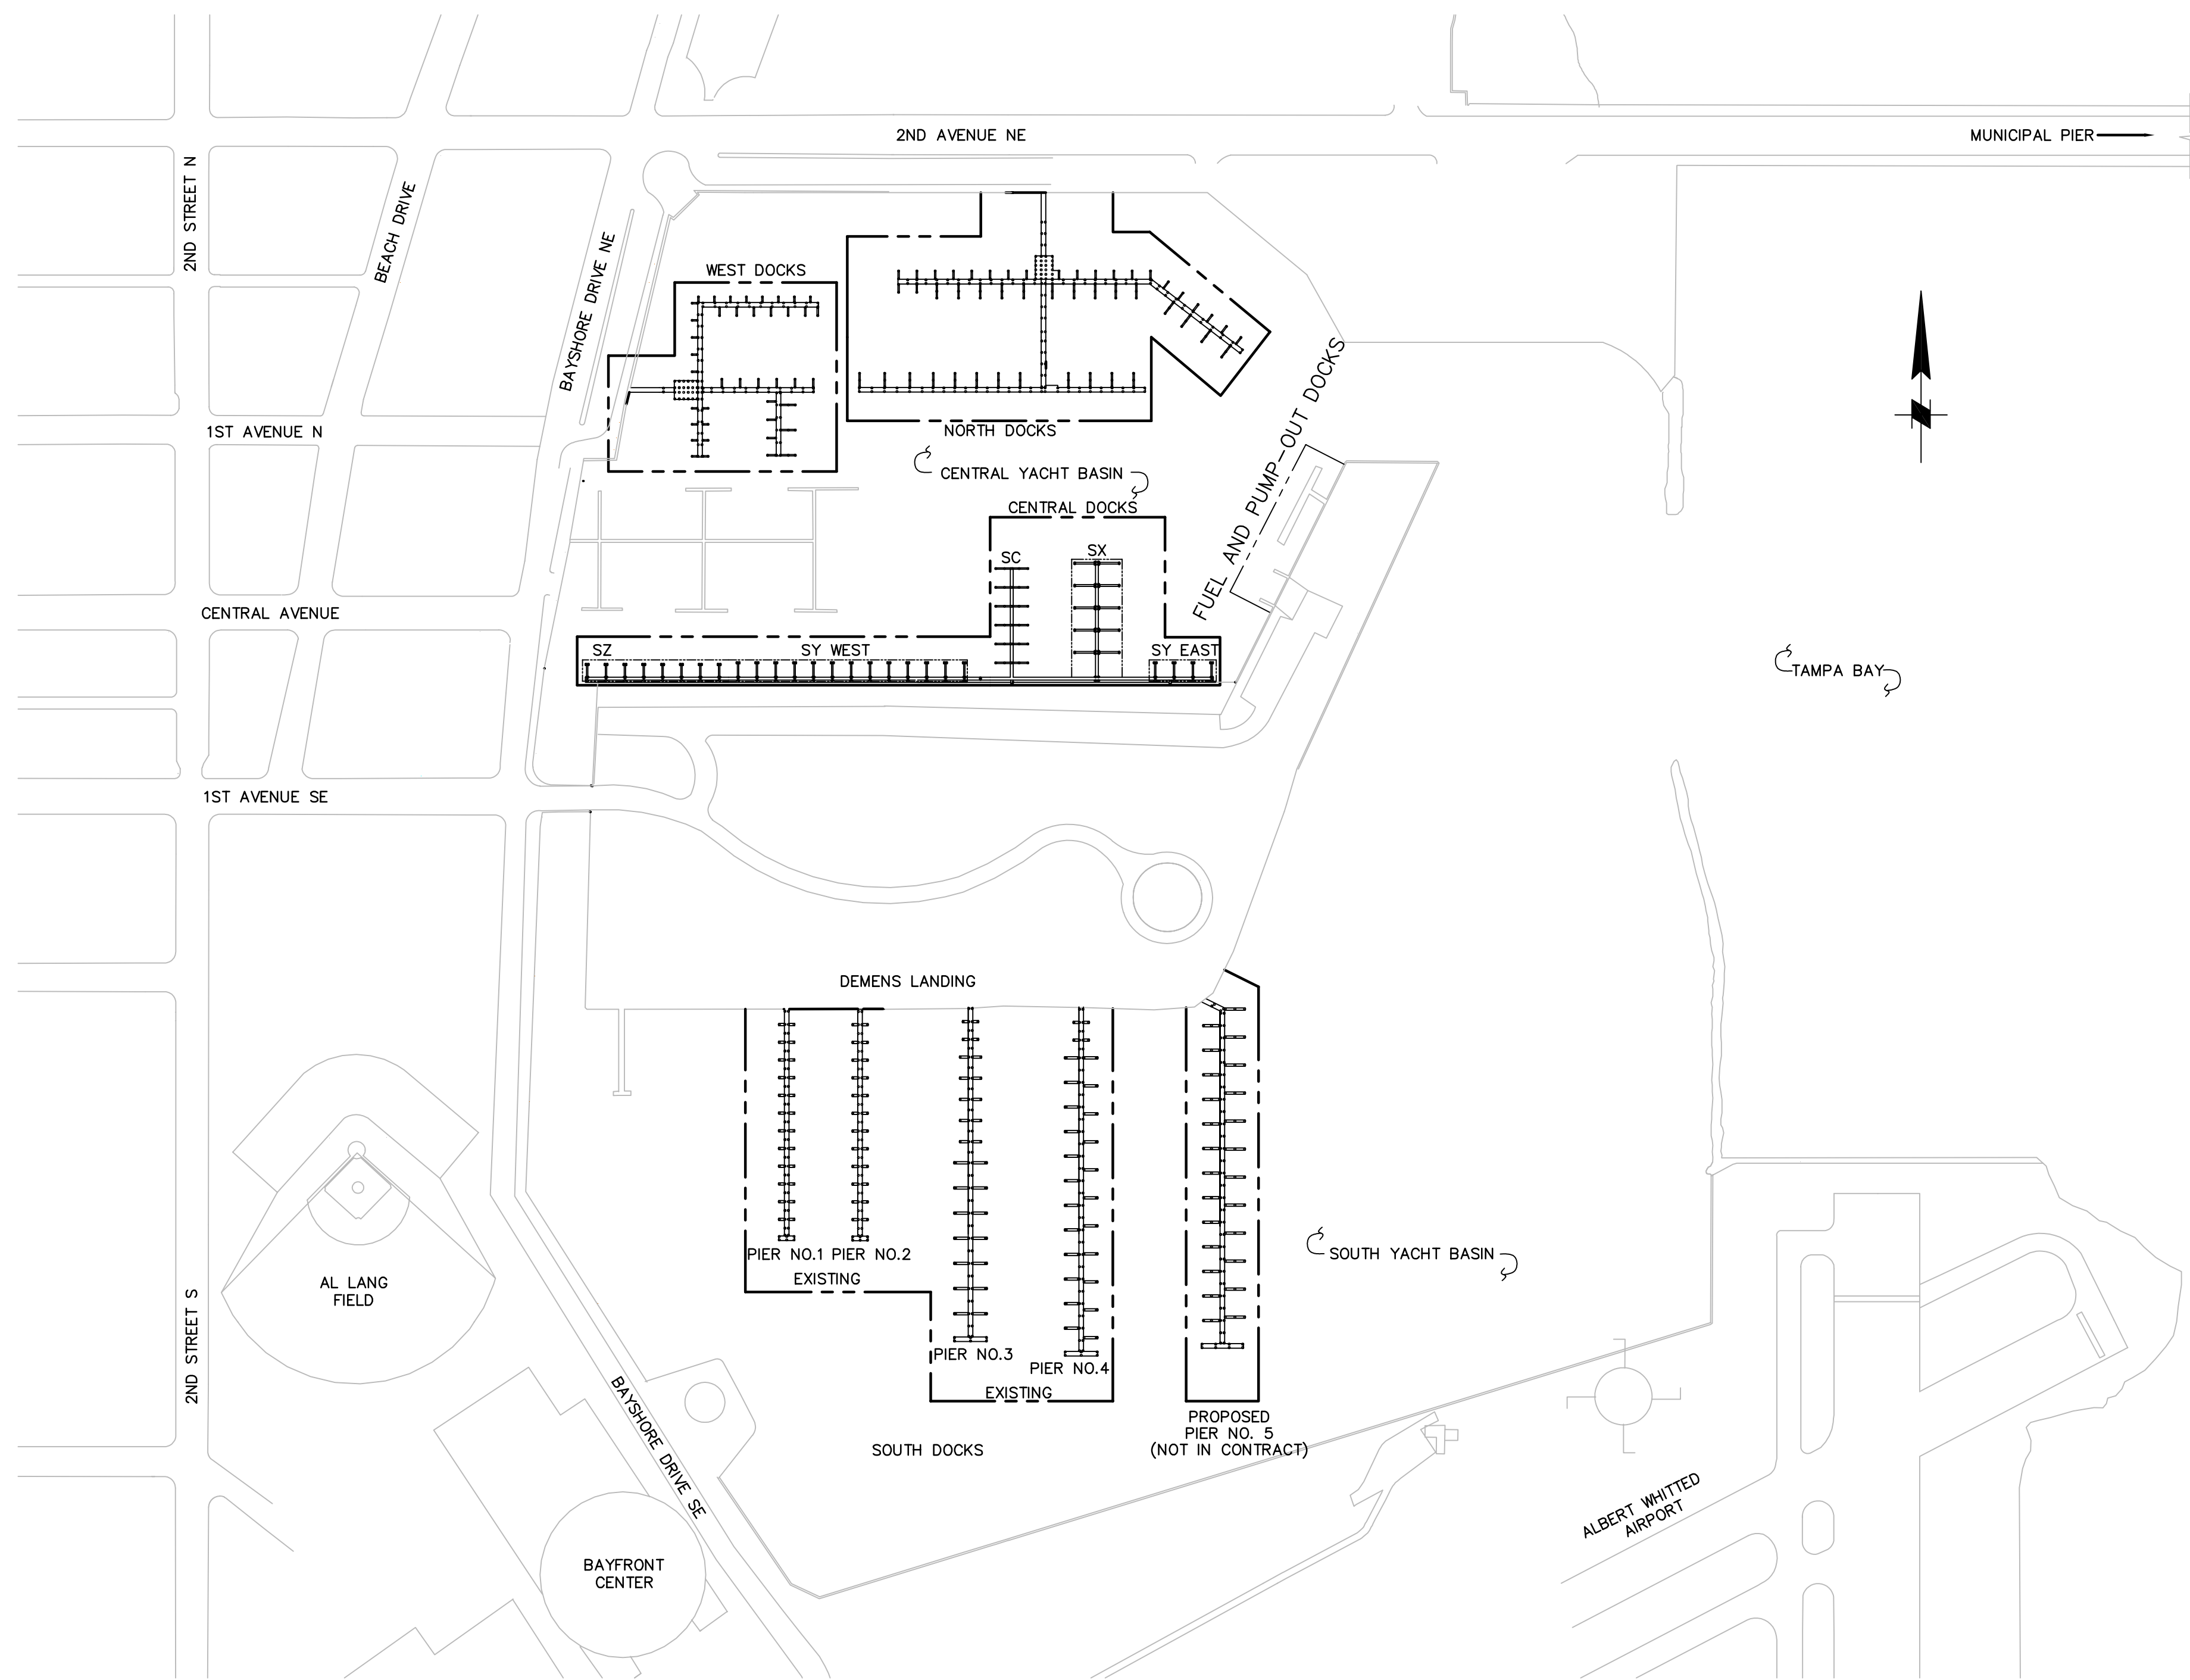 2ND AVENUE NE
MUNICIPAL PIER
2ND STREET N
BEACH DRIVE
BAYSHORE DRIVE NE
WEST DOCKS
NORTH DOCKS
1ST AVENUE N
CENTRAL YACHT BASIN
CENTRAL DOCKS
FUEL AND PUMP-OUT DOCKS
SC
SX
CENTRAL AVENUE
SZ
SY WEST
SY EAST
TAMPA BAY
1ST AVENUE SE
DEMENS LANDING
PIER NO.1
PIER NO.2
EXISTING
SOUTH YACHT BASIN
AL LANG
FIELD
2ND STREET S
PIER NO.3
PIER NO.4
EXISTING
BAYSHORE DRIVE SE
PROPOSED
PIER NO. 5
(NOT IN CONTRACT)
SOUTH DOCKS
ALBERT WHITTED
AIRPORT
BAYFRONT
CENTER